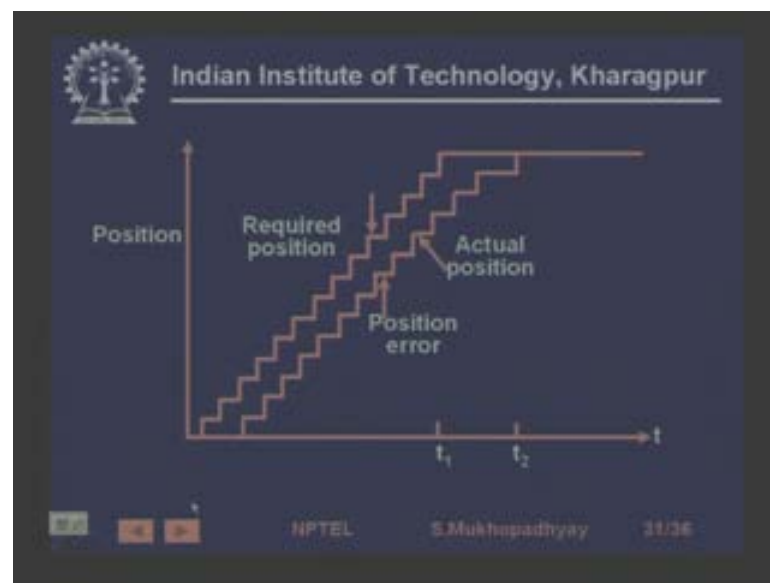 Indian Institute of Technology, Kharagpur
Position
Required
position
Actual
position
Position
error
t
t₁
t₂
NPTEL
S.Mukhopadhyay
31/36